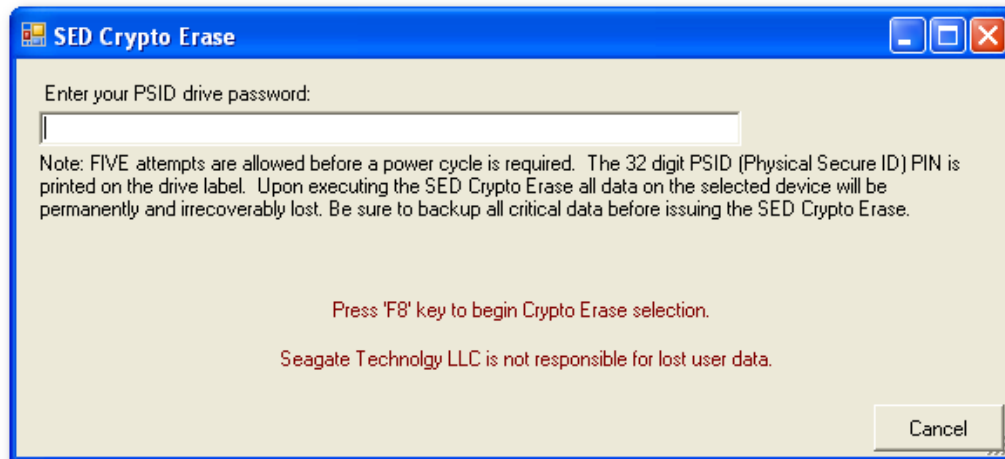 SED Crypto Erase
Enter your PSID drive password:
Note: FIVE attempts are allowed before a power cycle is required. The 32 digit PSID (Physical Secure ID) PIN is
printed on the drive label. Upon executing the SED Crypto Erase all data on the selected device will be
permanently and irrecoverably lost. Be sure to backup all critical data before issuing the SED Crypto Erase.
Press 'F8' key to begin Crypto Erase selection.
Seagate Technolgy LLC is not responsible for lost user data.
Cancel